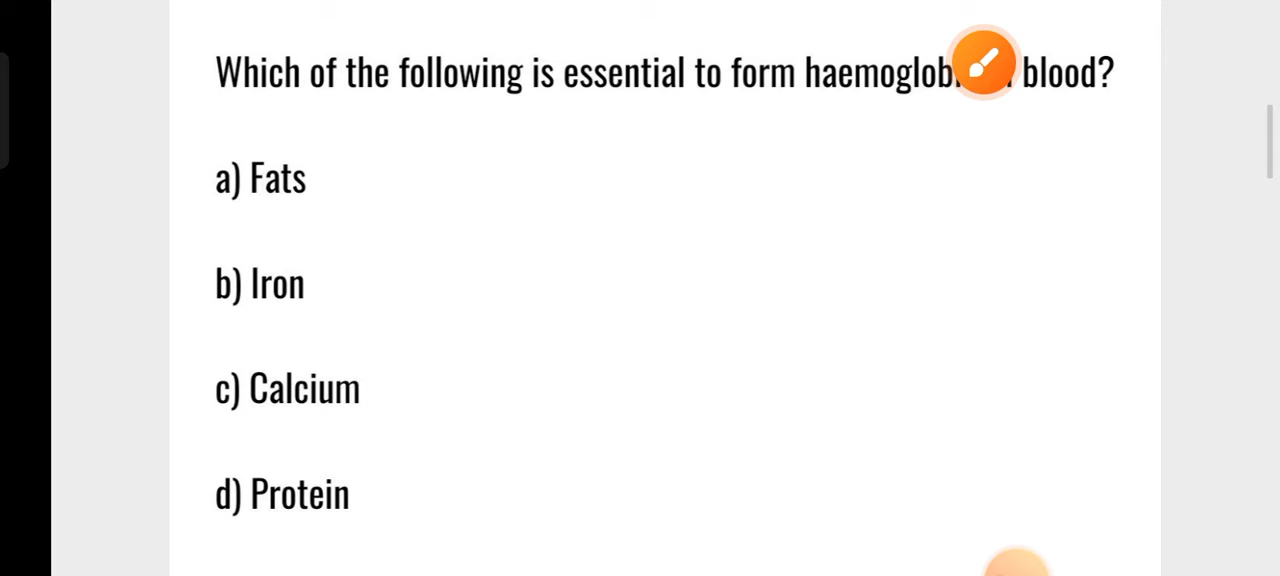 Which of the following is essential to form haemoglob blood?
a) Fats
b) Iron
c) Calcium
d) Protein